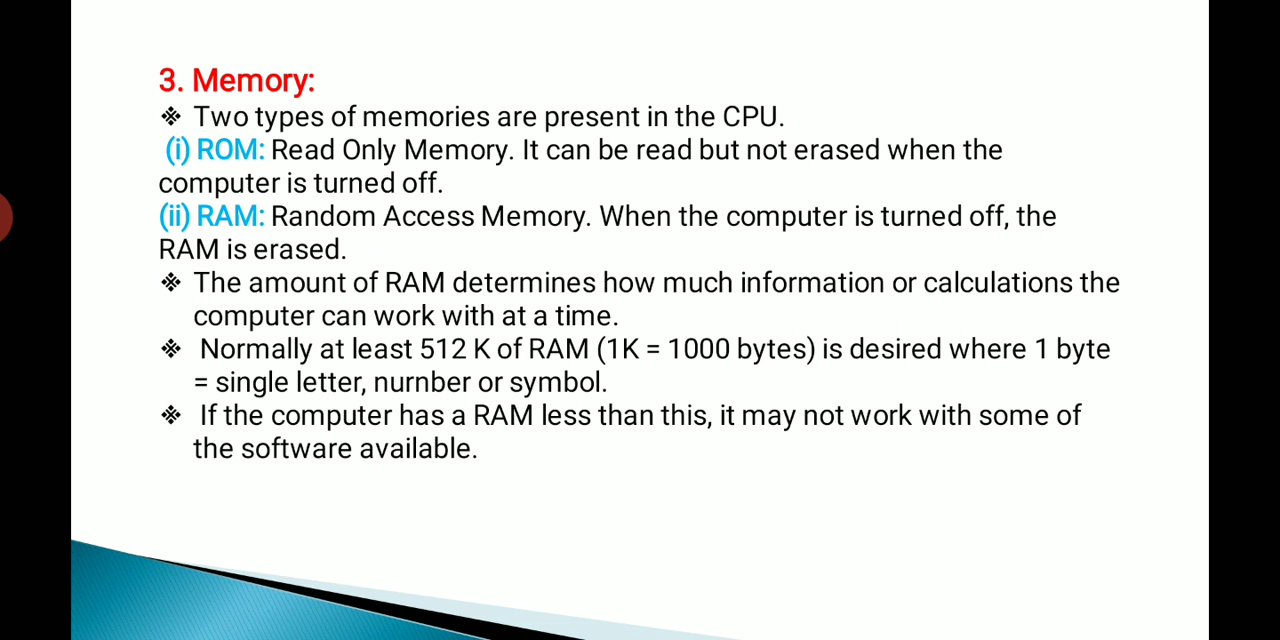 3. Memory:
❖ Two types of memories are present in the CPU.
(i) ROM: Read Only Memory. It can be read but not erased when the
computer is turned off.
(ii) RAM: Random Access Memory. When the computer is turned off, the
RAM is erased.
❖ The amount of RAM determines how much information or calculations the
computer can work with at a time.
❖ Normally at least 512 K of RAM (1K = 1000 bytes) is desired where 1 byte
= single letter, nurnber or symbol.
❖ If the computer has a RAM less than this, it may not work with some of
the software available.